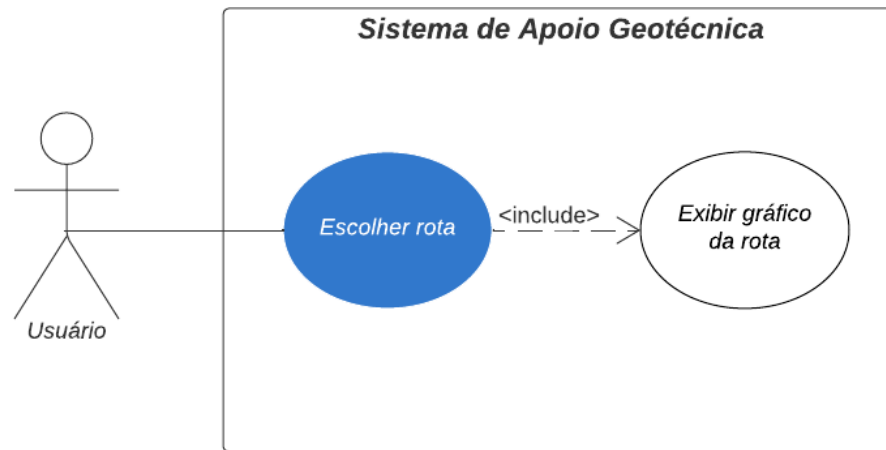 Sistema de Apoio Geotécnica
Escolher rota
<include>
Exibir gráfico
da rota
Usuário